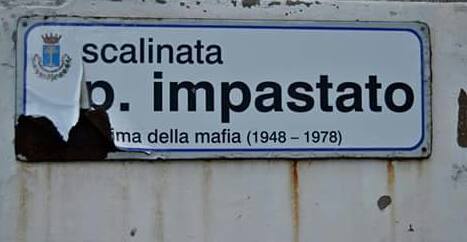 scalinata
p. impastato
ima della mafia (1948 – 1978)